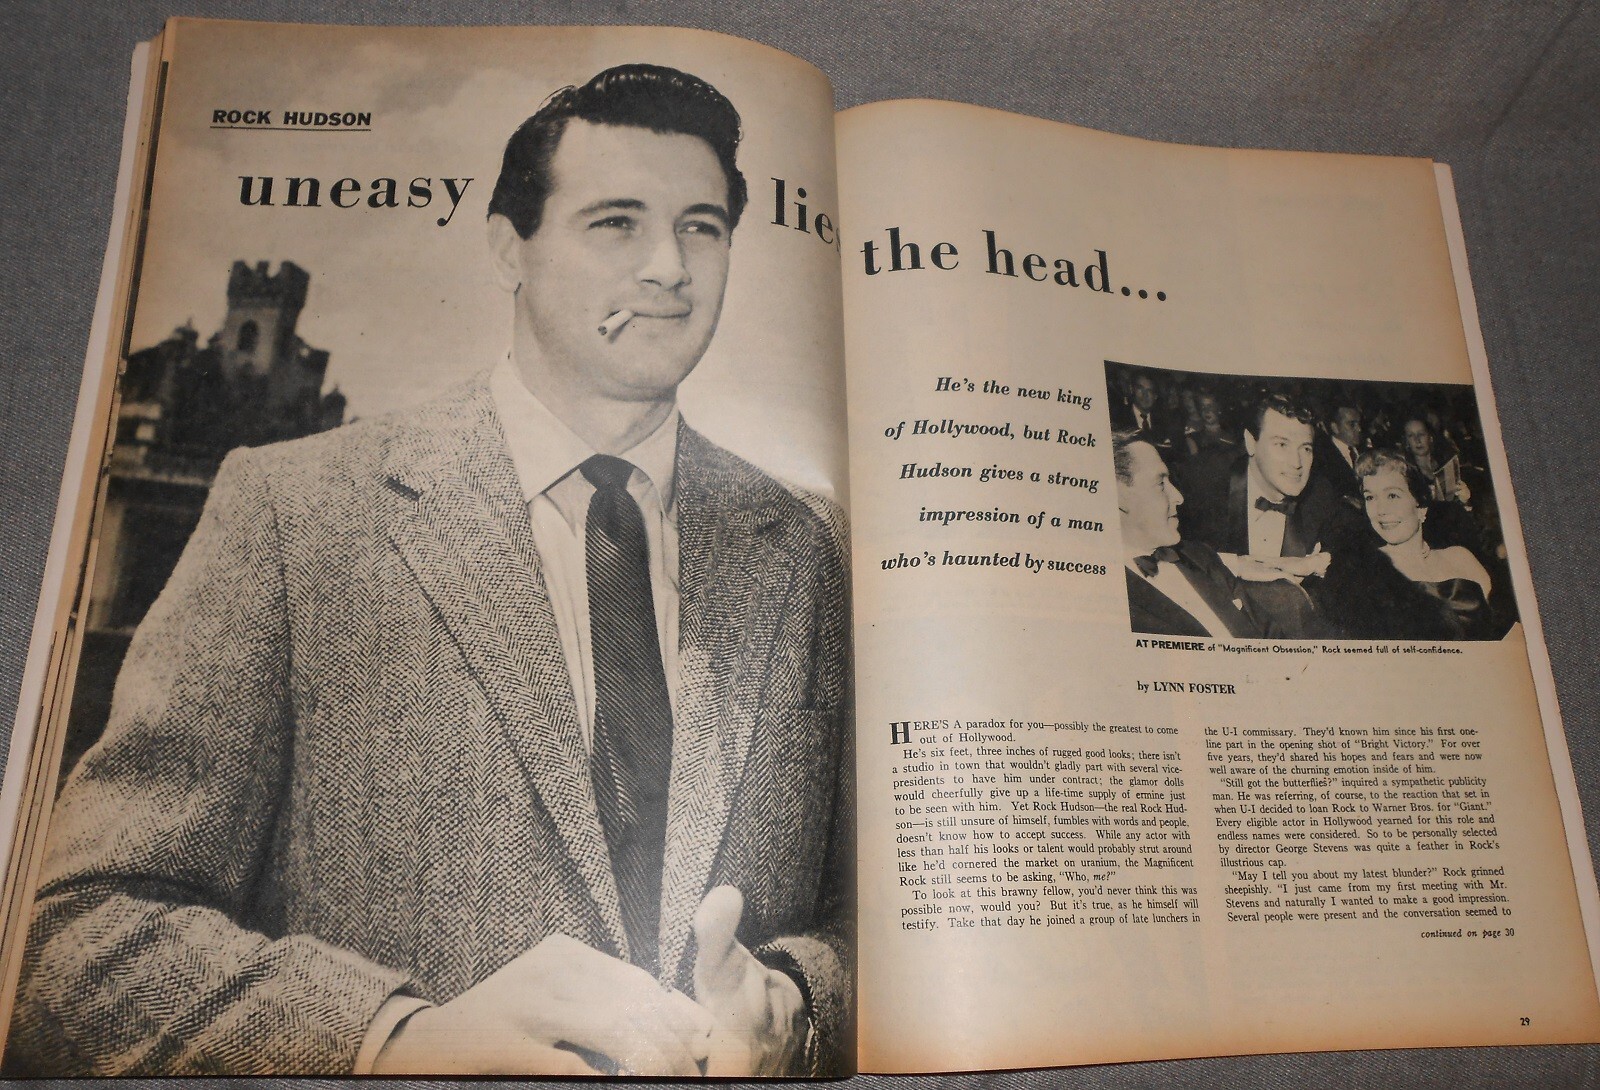 ROCK HUDSON
uneasy lies the head...
He's the new king
of Hollywood, but Rock
Hudson gives a strong
impression of a man
who's haunted by success
AT PREMIERE of "Magnificent Obsession," Rock seemed full of self-confidence.
by LYNN FOSTER
HERE'S A paradox for you—possibly the greatest to come
out of Hollywood.
He's six feet, three inches of rugged good looks; there isn't
a studio in town that wouldn't gladly part with several vice-
presidents to have him under contract; the glamor dolls
would cheerfully give up a life-time supply of ermine just
to be seen with him. Yet Rock Hudson—the real Rock Hud-
son—is still unsure of himself, fumbles with words and people,
doesn't know how to accept success. While any actor with
less than half his looks or talent would probably strut around
like he'd cornered the market on uranium, the Magnificent
Rock still seems to be asking, "Who, me?"
To look at this brawny fellow, you'd never think this was
possible now, would you? But it's true, as he himself will
testify. Take that day he joined a group of late lunchers in
the U-I commissary. They'd known him since his first one-
line part in the opening shot of "Bright Victory." For over
five years, they'd shared his hopes and fears and were now
well aware of the churning emotion inside of him.
"Still got the butterflies?" inquired a sympathetic publicity
man. He was referring, of course, to the reaction that set in
when U-I decided to loan Rock to Warner Bros. for "Giant."
Every eligible actor in Hollywood yearned for this role and
endless names were considered. So to be personally selected
by director George Stevens was quite a feather in Rock's
illustrious cap.
"May I tell you about my latest blunder?" Rock grinned
sheepishly. "I just came from my first meeting with Mr.
Stevens and naturally I wanted to make a good impression.
Several people were present and the conversation seemed to
continued on page 30
29